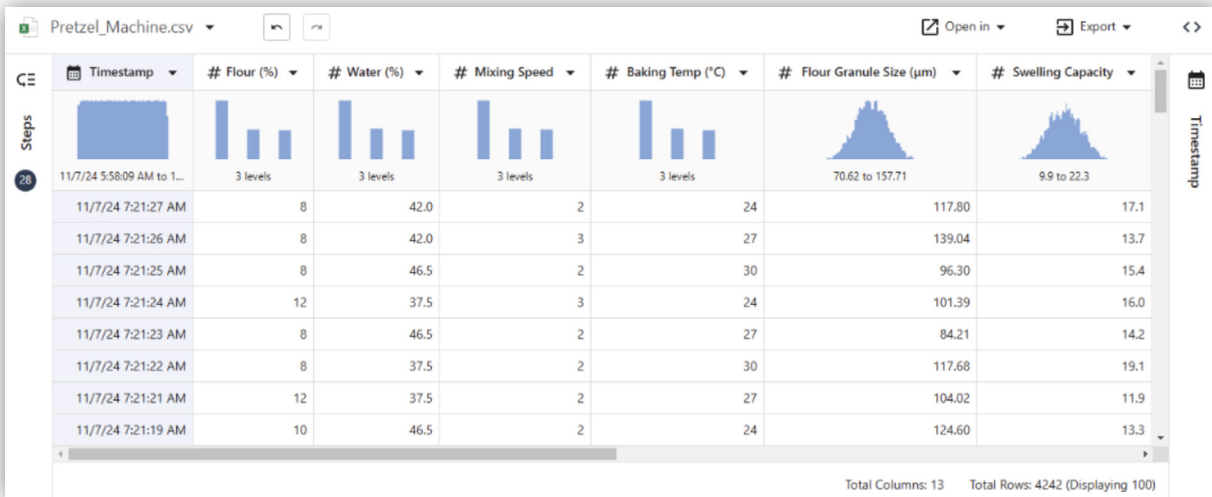 Pretzel_Machine.csv Open in Export
Timestamp # Flour (%) # Water (%) # Mixing Speed # Baking Temp (°C) # Flour Granule Size (μm) # Swelling Capacity
11/7/24 5:58:09 AM to 1... 3 levels 3 levels 3 levels 3 levels 70.62 to 157.71 9.9 to 22.3
11/7/24 7:21:27 AM 8 42.0 2 24 117.80 17.1
11/7/24 7:21:26 AM 8 42.0 3 27 139.04 13.7
11/7/24 7:21:25 AM 8 46.5 2 30 96.30 15.4
11/7/24 7:21:24 AM 12 37.5 3 24 101.39 16.0
11/7/24 7:21:23 AM 8 46.5 2 27 84.21 14.2
11/7/24 7:21:22 AM 8 37.5 2 30 117.68 19.1
11/7/24 7:21:21 AM 12 37.5 2 27 104.02 11.9
11/7/24 7:21:19 AM 10 46.5 2 24 124.60 13.3
Total Columns: 13 Total Rows: 4242 (Displaying 100)
Steps
28
Timestamp